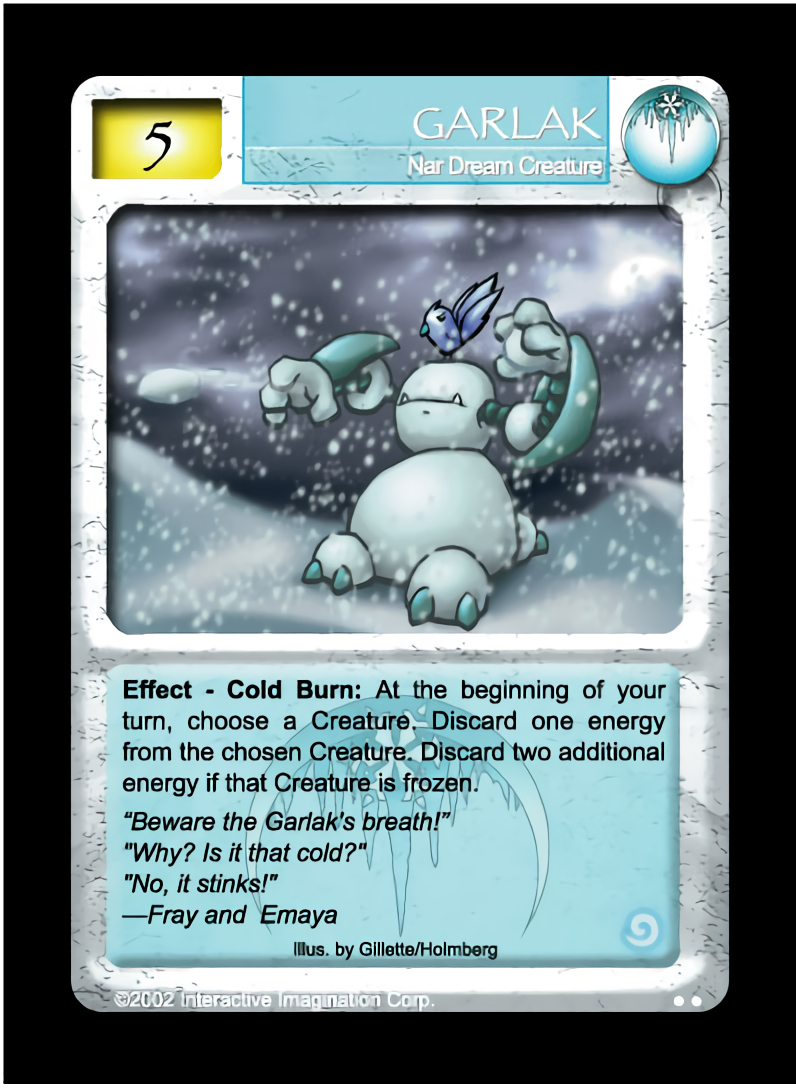 5
GARLAK
Nar Dream Creature
Effect - Cold Burn: At the beginning of your
turn, choose a Creature. Discard one energy
from the chosen Creature. Discard two additional
energy if that Creature is frozen.
“Beware the Garlak's breath!”
"Why? Is it that cold?"
"No, it stinks!"
—Fray and Emaya
Illus. by Gillette/Holmberg
©2002 Interactive Imagination Corp.